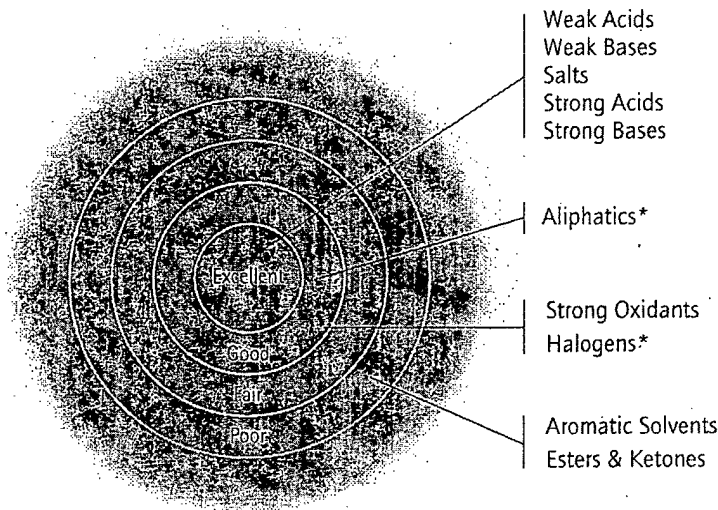 Weak Acids
Weak Bases
Salts
Strong Acids
Strong Bases
Aliphatics*
Excellent
Strong Oxidants
Halogens*
Good
Fair
Poor
Aromatic Solvents
Esters & Ketones